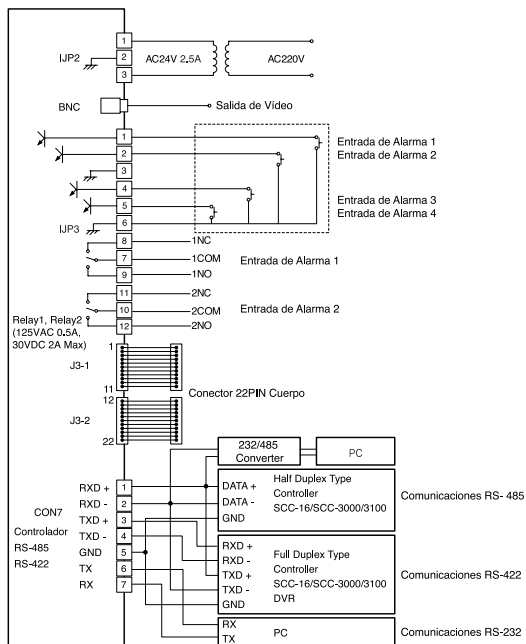 1
IJP2
2
AC24V 2.5A
AC220V
3
BNC
Salida de Vídeo
1
Entrada de Alarma 1
2
Entrada de Alarma 2
3
4
Entrada de Alarma 3
5
Entrada de Alarma 4
IJP3
6
8
1NC
7
1COM
Entrada de Alarma 1
9
1NO
11
2NC
10
2COM
Entrada de Alarma 2
12
2NO
Relay1, Relay2
(125VAC 0.5A,
30VDC 2A Max)
1
J3-1
11
Conector 22PIN Cuerpo
12
J3-2
22
232/485
Converter
PC
CON7
Controlador
RS-485
RS-422
RXD + 1
RXD - 2
TXD + 3
TXD - 4
GND 5
TX 6
RX 7
DATA +
DATA -
GND
Half Duplex Type
Controller
SCC-16/SCC-3000/3100
Comunicaciones RS- 485
RXD +
RXD -
TXD +
TXD -
GND
Full Duplex Type
Controller
SCC-16/SCC-3000/3100
DVR
Comunicaciones RS-422
RX
TX
PC
Comunicaciones RS-232